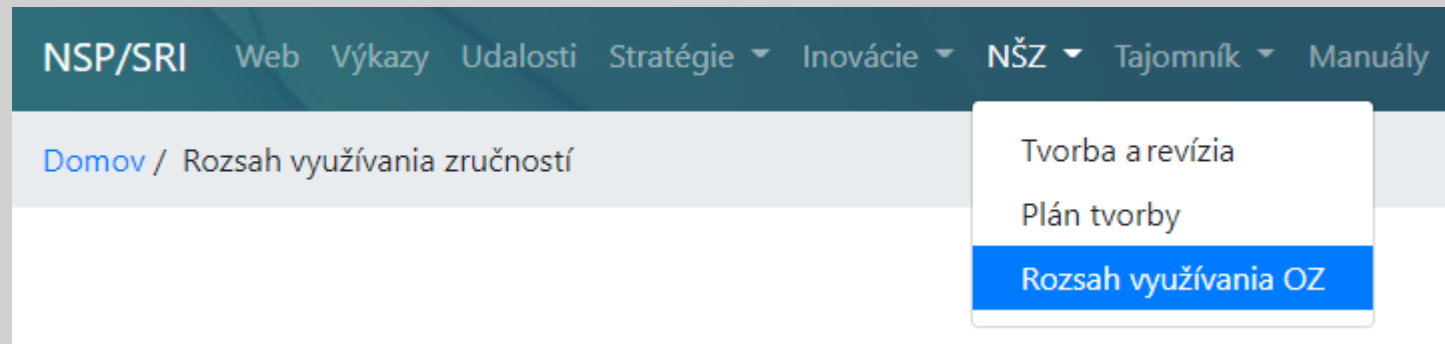 NSP/SRI Web Výkazy Udalosti Stratégie Inovácie NŠZ Tajomník Manuály
Domov / Rozsah využívania zručností
Tvorba a revízia
Plán tvorby
Rozsah využívania OZ